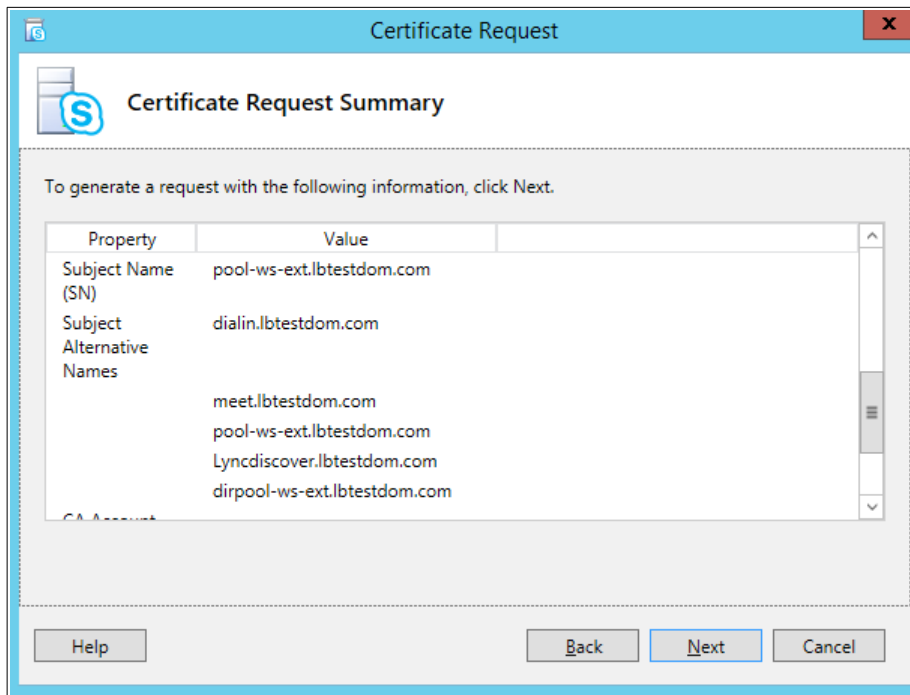 Certificate Request
x
S
Certificate Request Summary
To generate a request with the following information, click Next.
Property Value
Subject Name pool-ws-ext.lbtestdom.com
(SN)
Subject dialin.lbtestdom.com
Alternative
Names
meet.lbtestdom.com
pool-ws-ext.lbtestdom.com
Lyncdiscover.lbtestdom.com
dirpool-ws-ext.lbtestdom.com
CA Account
Help Back Next Cancel